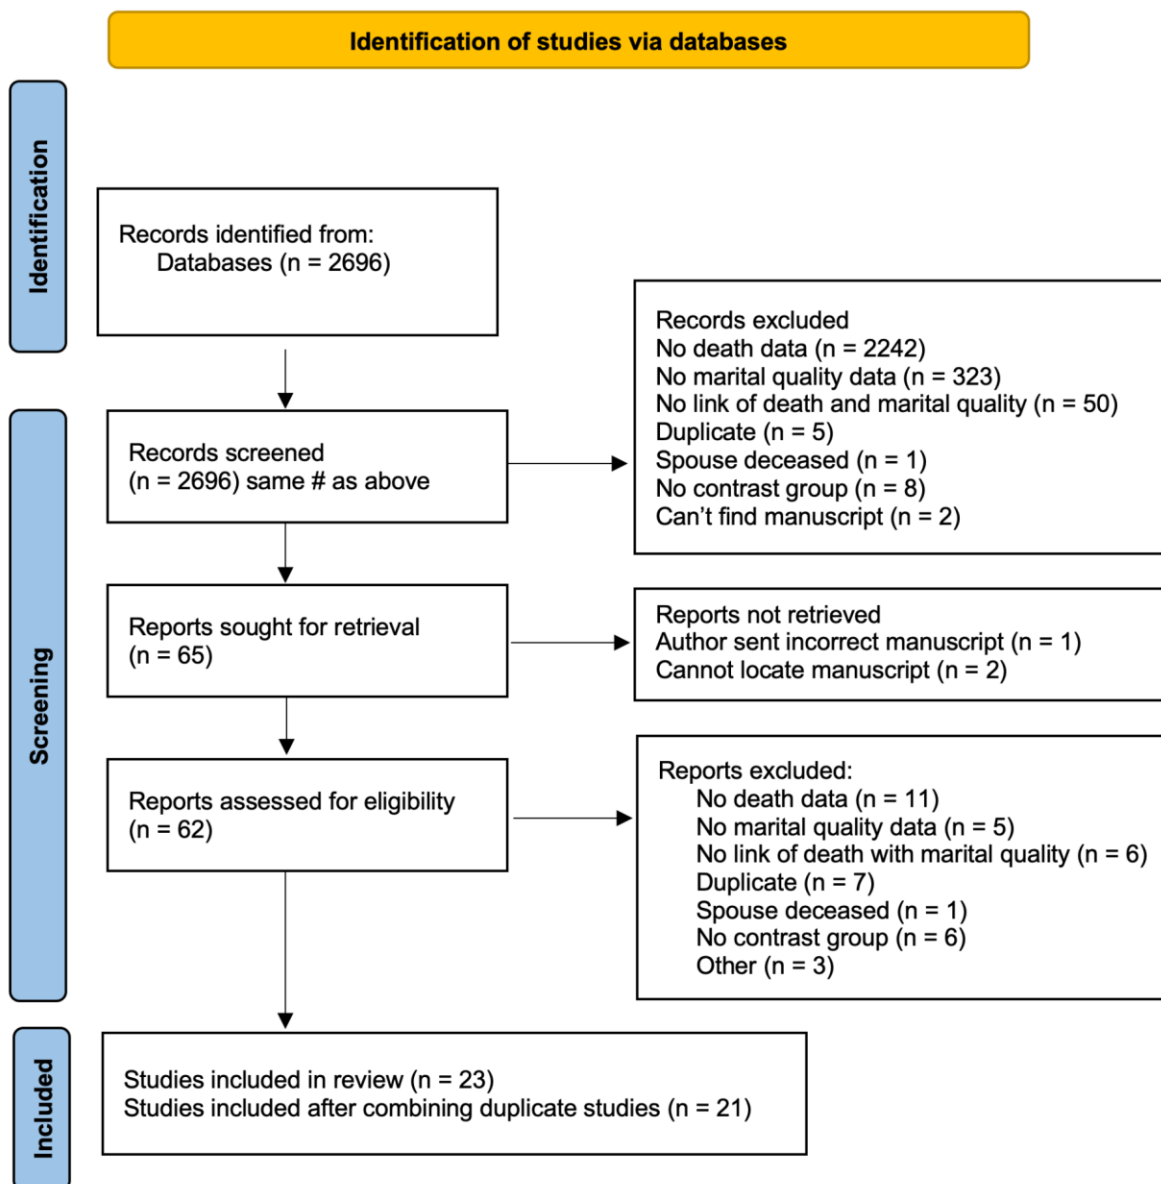 Identification of studies via databases
Identification
Records identified from:
Databases (n = 2696)
Records excluded
No death data (n = 2242)
No marital quality data (n = 323)
No link of death and marital quality (n = 50)
Duplicate (n = 5)
Spouse deceased (n = 1)
No contrast group (n = 8)
Can't find manuscript (n = 2)
Screening
Records screened
(n = 2696) same # as above
Reports sought for retrieval
(n = 65)
Reports not retrieved
Author sent incorrect manuscript (n = 1)
Cannot locate manuscript (n = 2)
Reports assessed for eligibility
(n = 62)
Reports excluded:
No death data (n = 11)
No marital quality data (n = 5)
No link of death with marital quality (n = 6)
Duplicate (n = 7)
Spouse deceased (n = 1)
No contrast group (n = 6)
Other (n = 3)
Included
Studies included in review (n = 23)
Studies included after combining duplicate studies (n = 21)